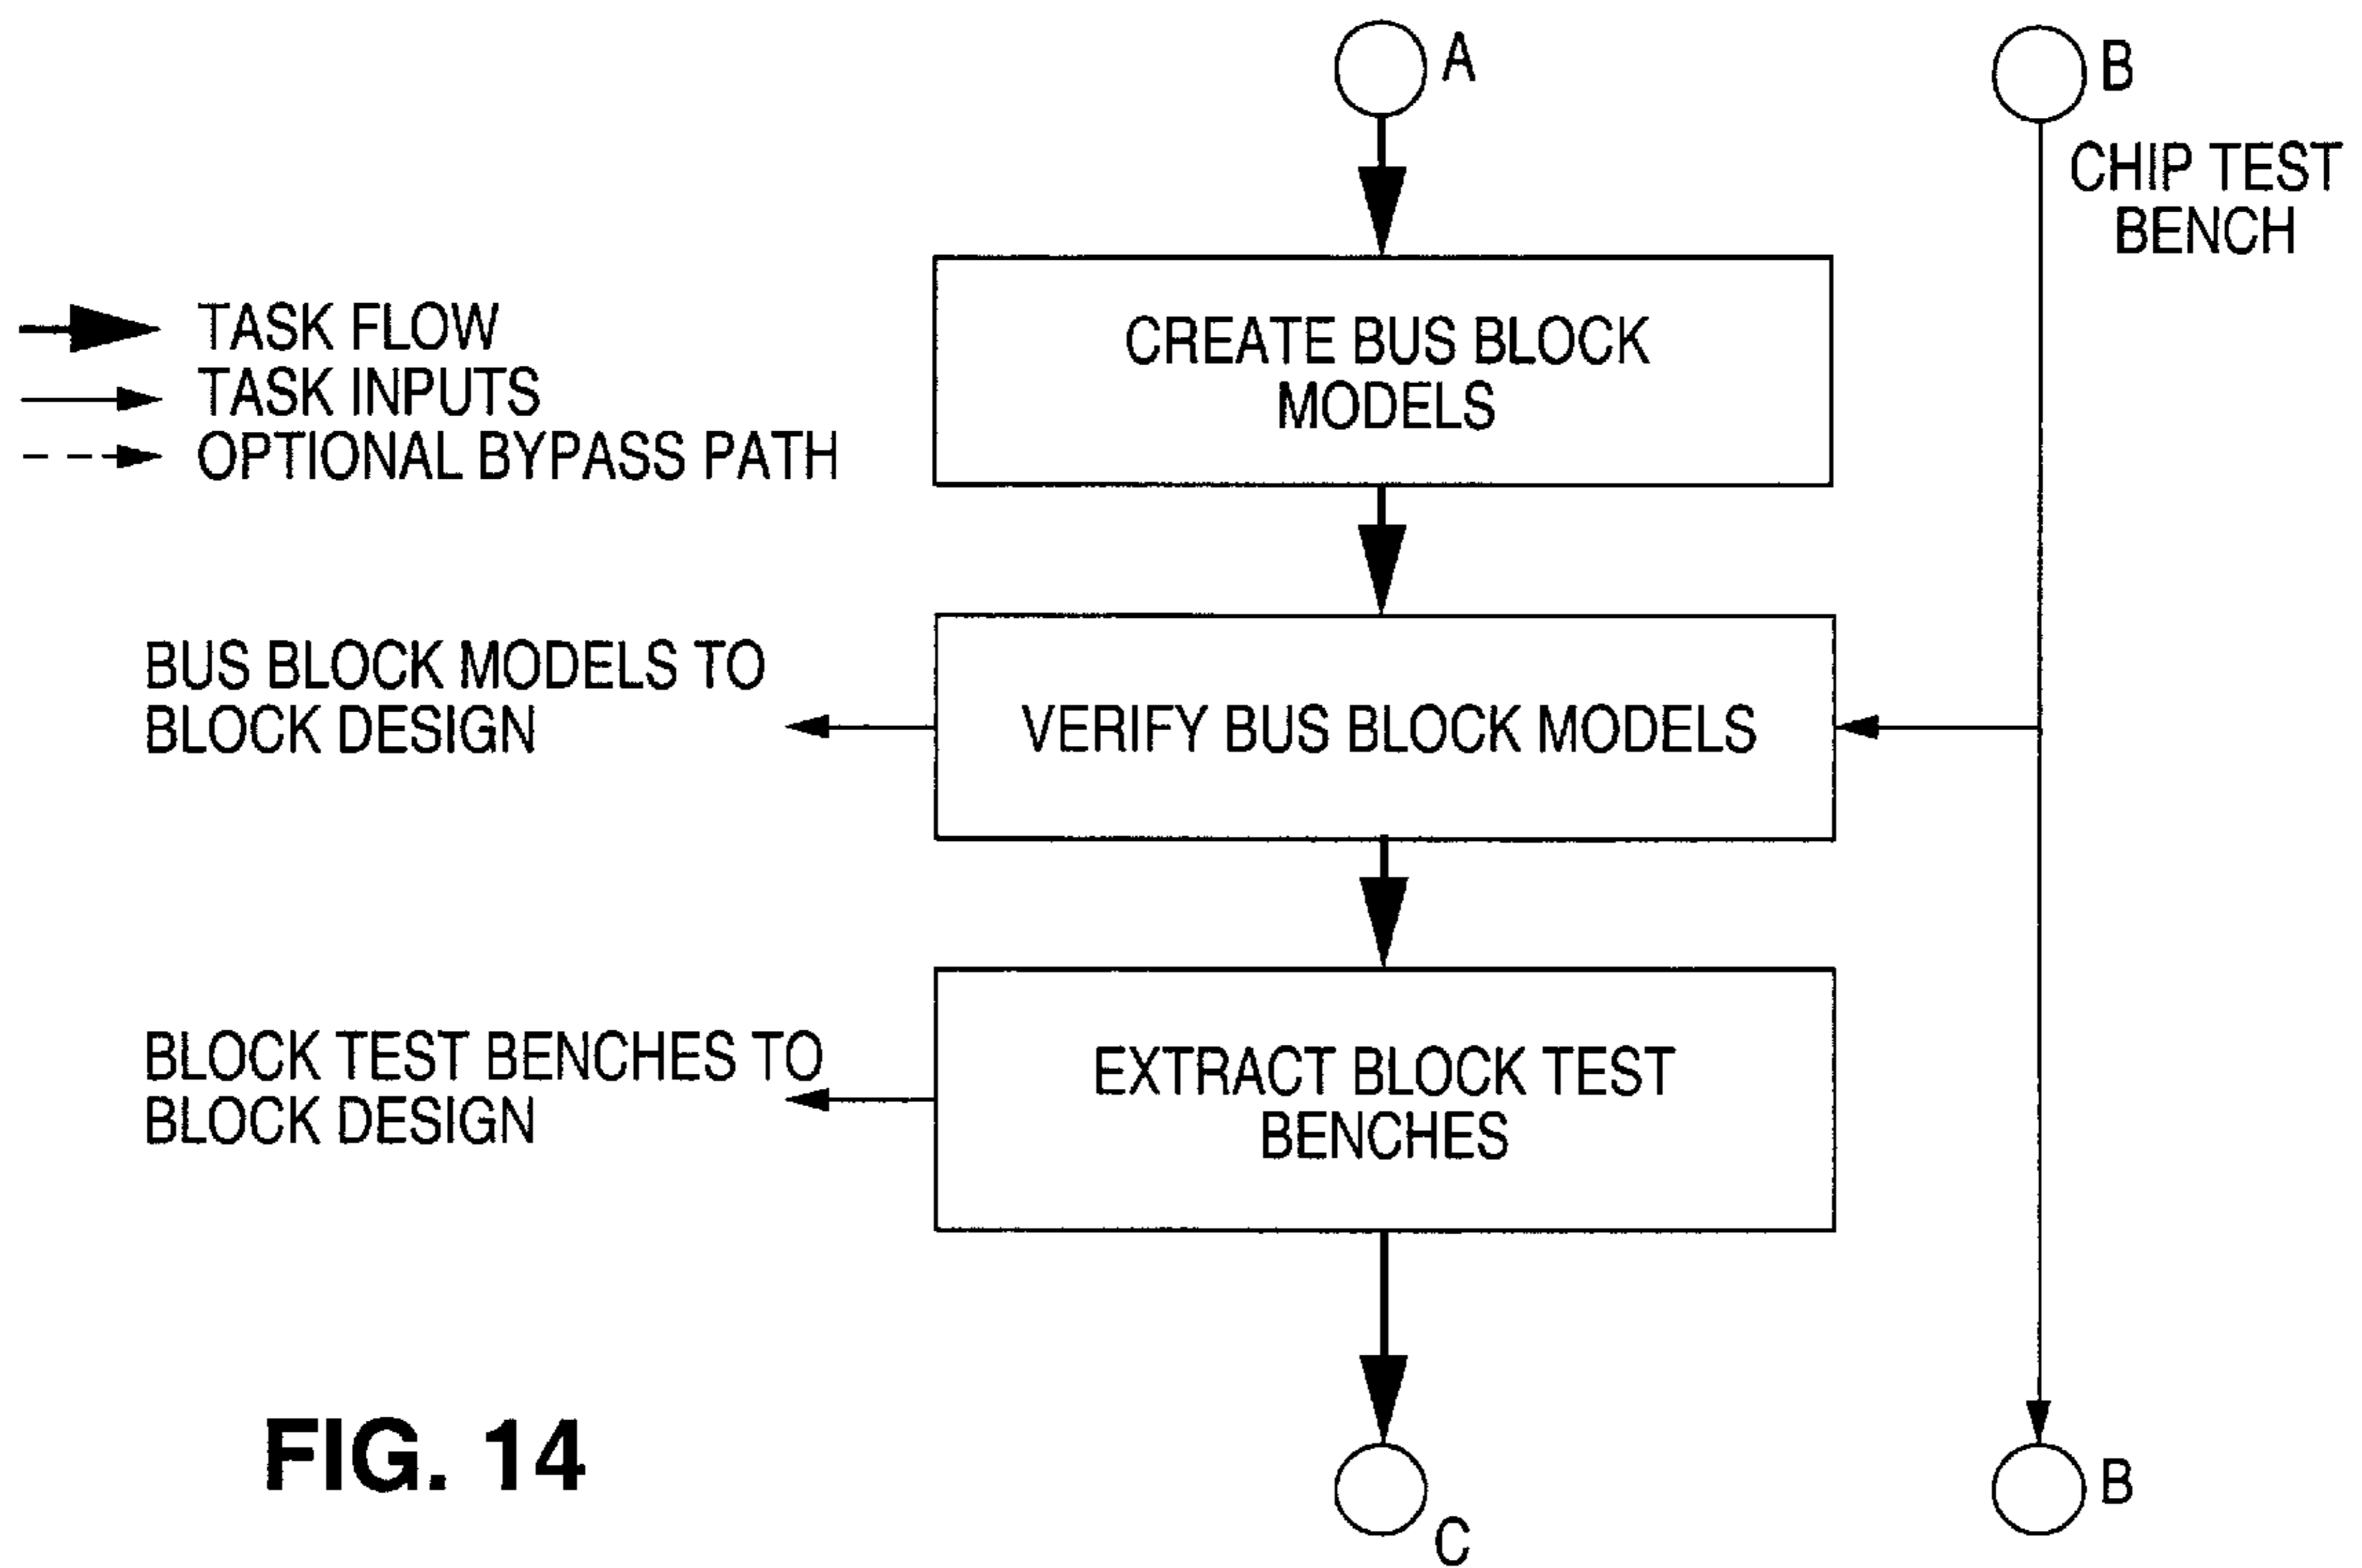 A
B
CHIP TEST
BENCH
TASK FLOW
TASK INPUTS
OPTIONAL BYPASS PATH
CREATE BUS BLOCK
MODELS
BUS BLOCK MODELS TO
BLOCK DESIGN
VERIFY BUS BLOCK MODELS
BLOCK TEST BENCHES TO
BLOCK DESIGN
EXTRACT BLOCK TEST
BENCHES
FIG. 14
C
B